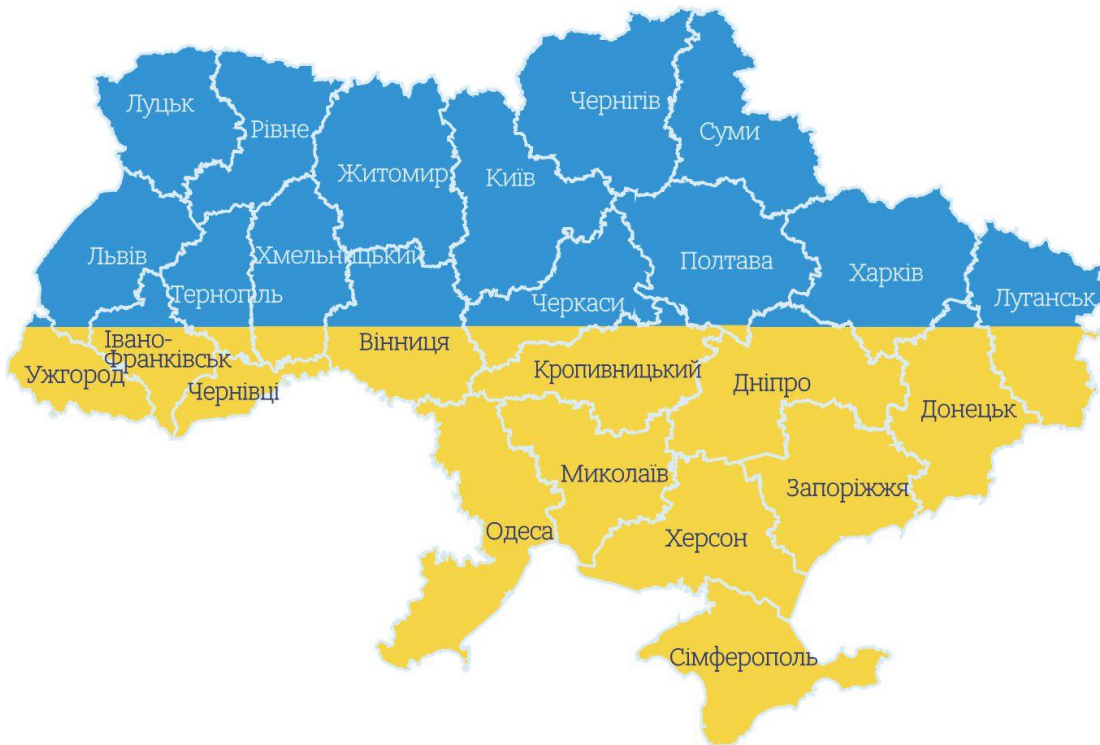 Чернігів
Луцьк
Рівне
Суми
Житомир
Київ
Львів
Хмельницький
Полтава
Харків
Тернопіль
Черкаси
Луганськ
Івано-
Франківськ
Вінниця
Ужгород
Кропивницький
Чернівці
Дніпро
Донецьк
Миколаїв
Запоріжжя
Одеса
Херсон
Сімферополь